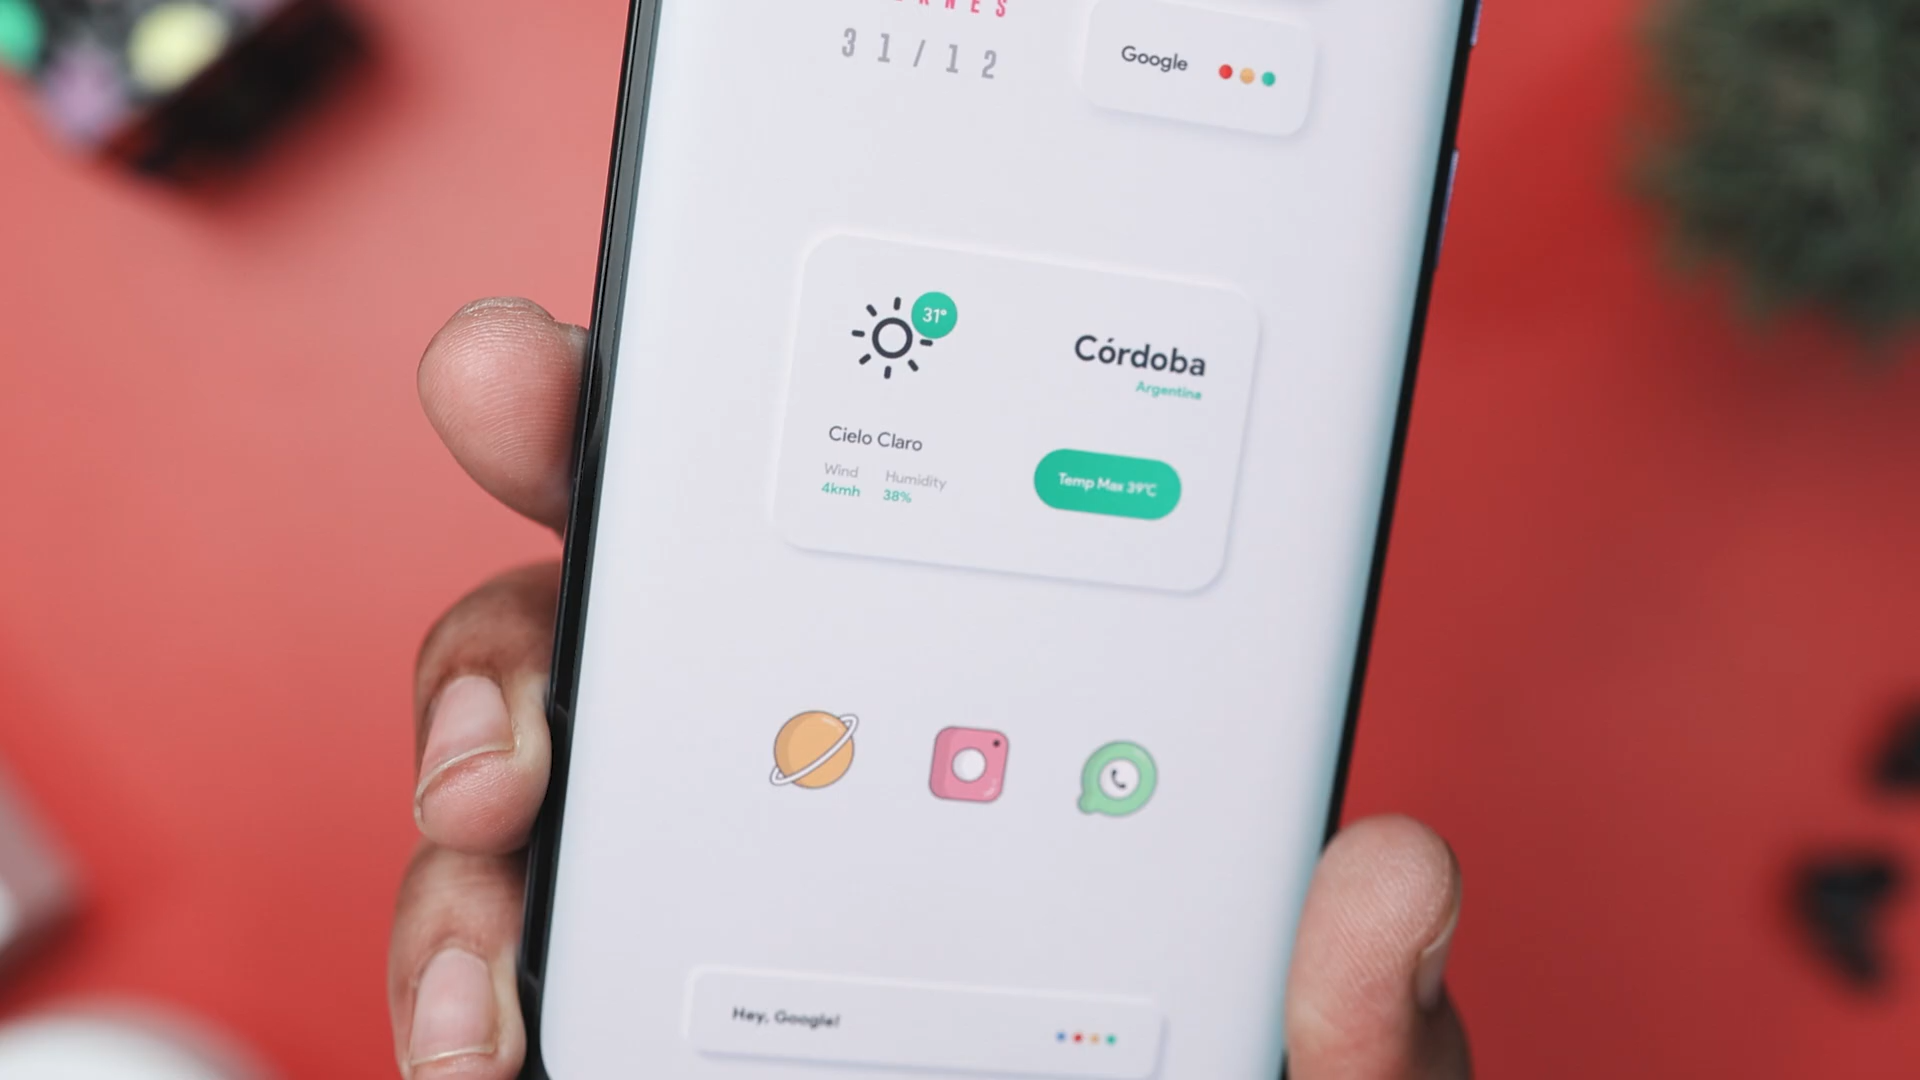 31/12
Google
31°
Córdoba
Argentina
Cielo Claro
Wind
Humidity
4kmh
38%
Temp Max 39°C
Hey, Google!